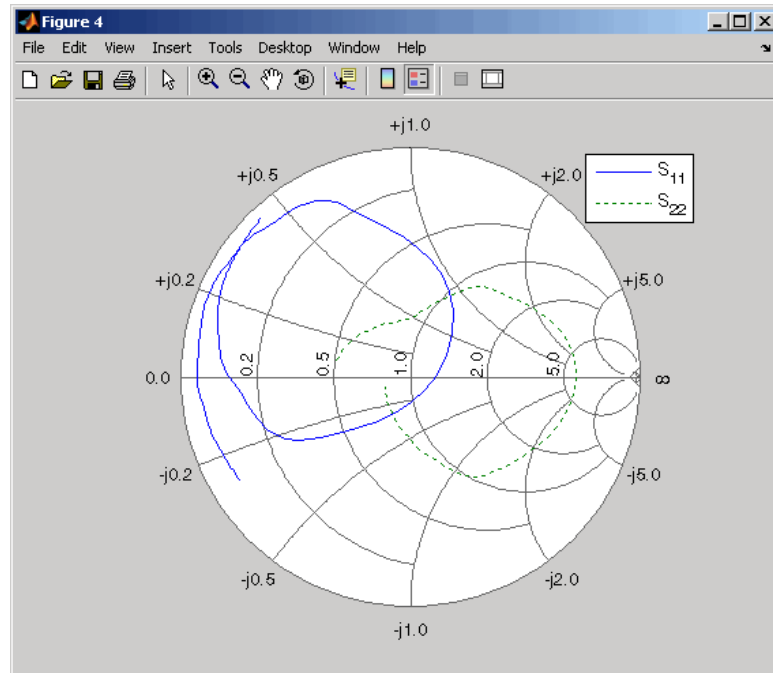 Figure 4
File Edit View Insert Tools Desktop Window Help
+j1.0
+j0.5
+j2.0
S11
S22
+j0.2
+j5.0
0.0
0.2
0.5
1.0
2.0
5.0
∞
-j0.2
-j5.0
-j0.5
-j2.0
-j1.0